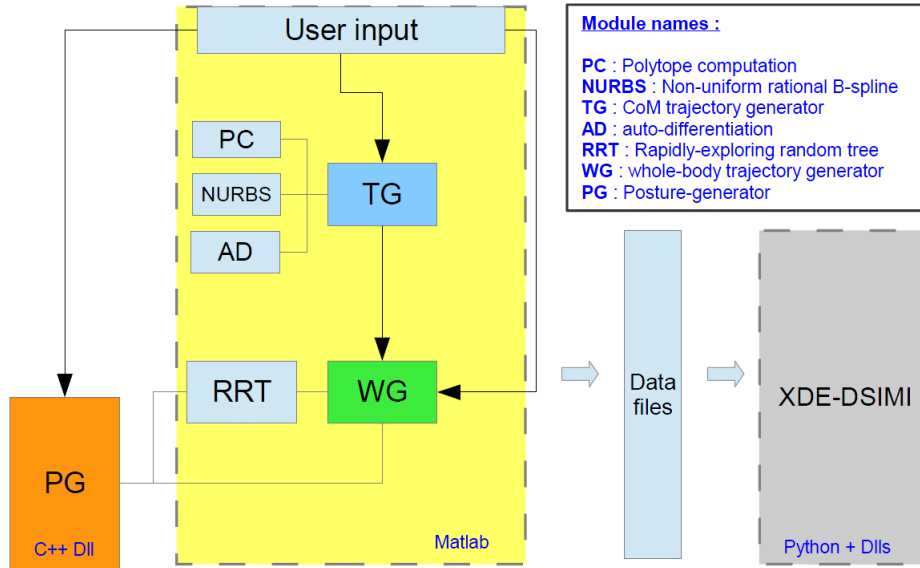 User input
PC
NURBS
AD
TG
RRT
WG
PG
C++ Dll
Matlab
Module names :
PC : Polytope computation
NURBS : Non-uniform rational B-spline
TG : CoM trajectory generator
AD : auto-differentiation
RRT : Rapidly-exploring random tree
WG : whole-body trajectory generator
PG : Posture-generator
Data
files
XDE-DSIMI
Python + Dlls